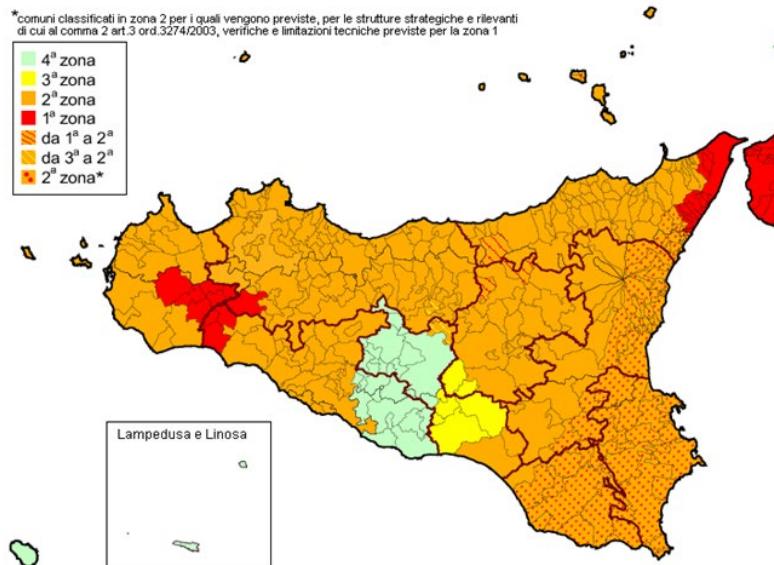 *comuni classificati in zona 2 per i quali vengono previste, per le strutture strategiche e rilevanti
di cui al comma 2 art.3 ord.3274/2003, verifiche e limitazioni tecniche previste per la zona 1
4ª zona
3ª zona
2ª zona
1ª zona
da 1ª a 2ª
da 3ª a 2ª
2ª zona*
Lampedusa e Linosa